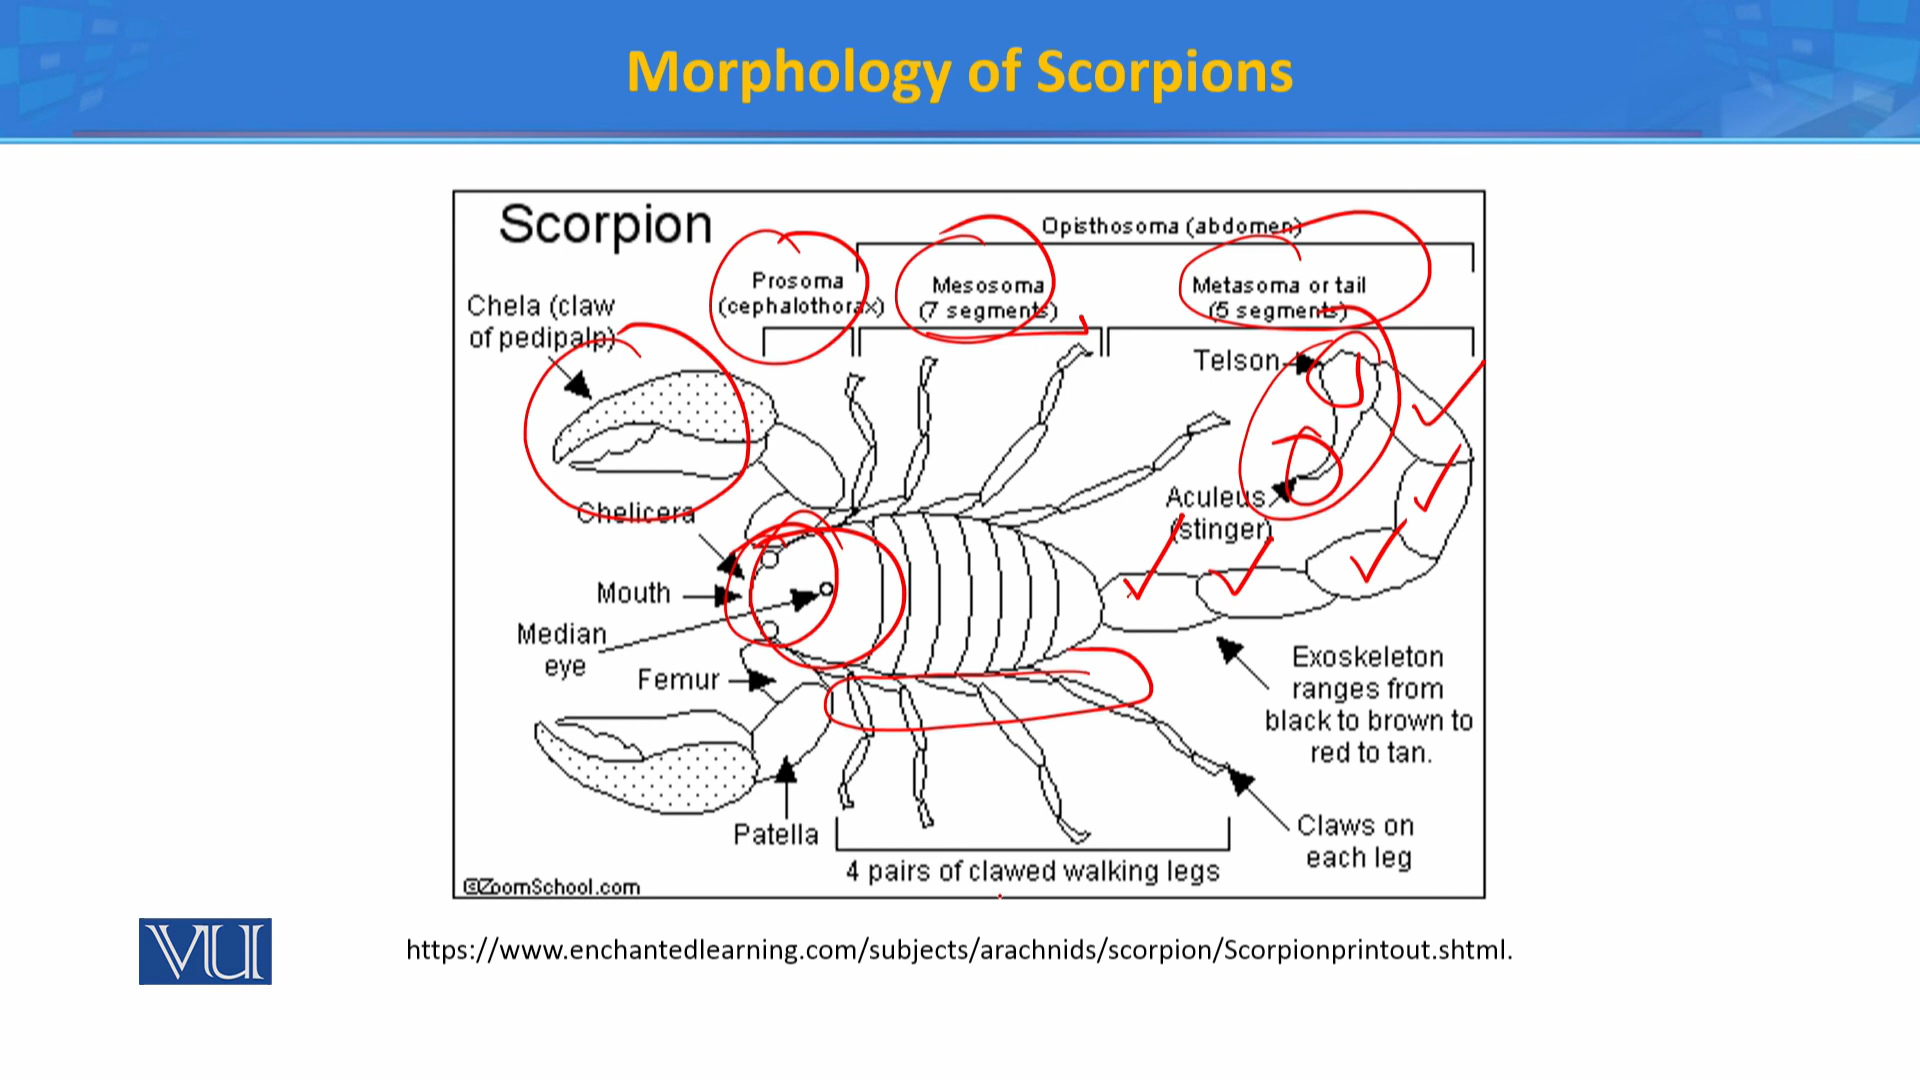 Morphology of Scorpions
Scorpion
Opisthosoma (abdomen)
Prosoma
(cephalothorax)
Mesosoma
(7 segments)
Metasoma or tail
(5 segments)
Chela (claw
of pedipalp)
Telson
Chelicera
Aculeus
(stinger)
Mouth
Median
eye
Femur
Exoskeleton
ranges from
black to brown to
red to tan.
Patella
Claws on
each leg
4 pairs of clawed walking legs
©ZoomSchool.com
VU
https://www.enchantedlearning.com/subjects/arachnids/scorpion/Scorpionprintout.shtml.